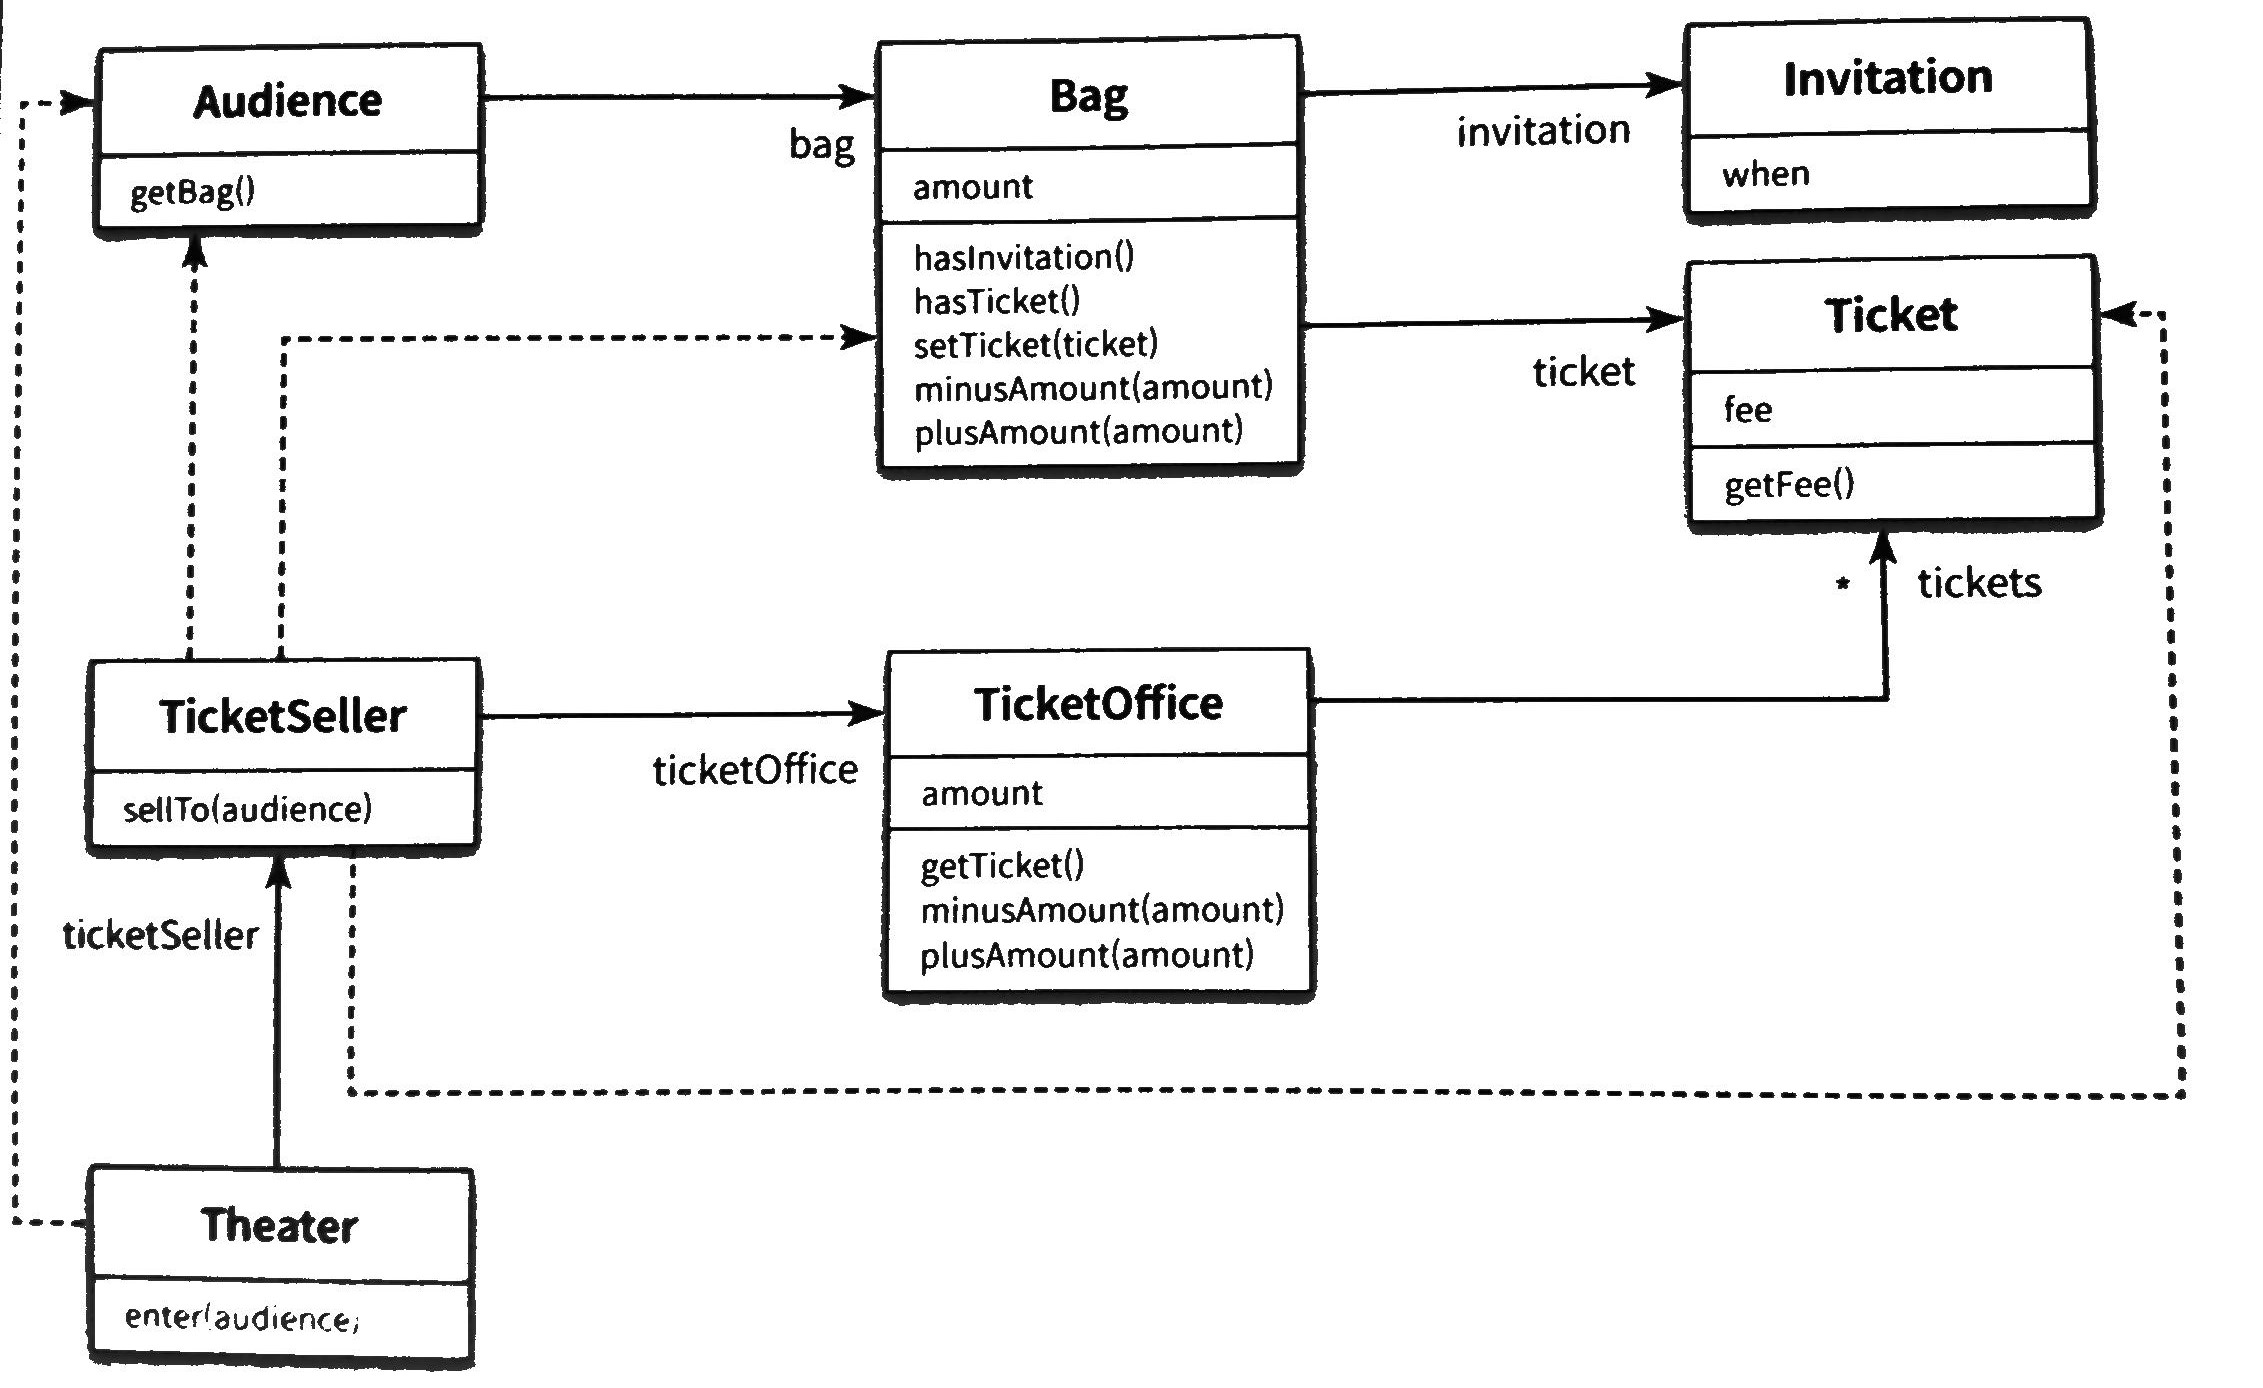 Audience
getBag()
bag
Bag
amount
hasInvitation()
hasTicket()
setTicket(ticket)
minusAmount(amount)
plusAmount(amount)
invitation
Invitation
when
ticket
Ticket
fee
getFee()
* tickets
TicketSeller
sellTo(audience)
ticketOffice
TicketOffice
amount
getTicket()
minusAmount(amount)
plusAmount(amount)
ticketSeller
Theater
enter(audience)